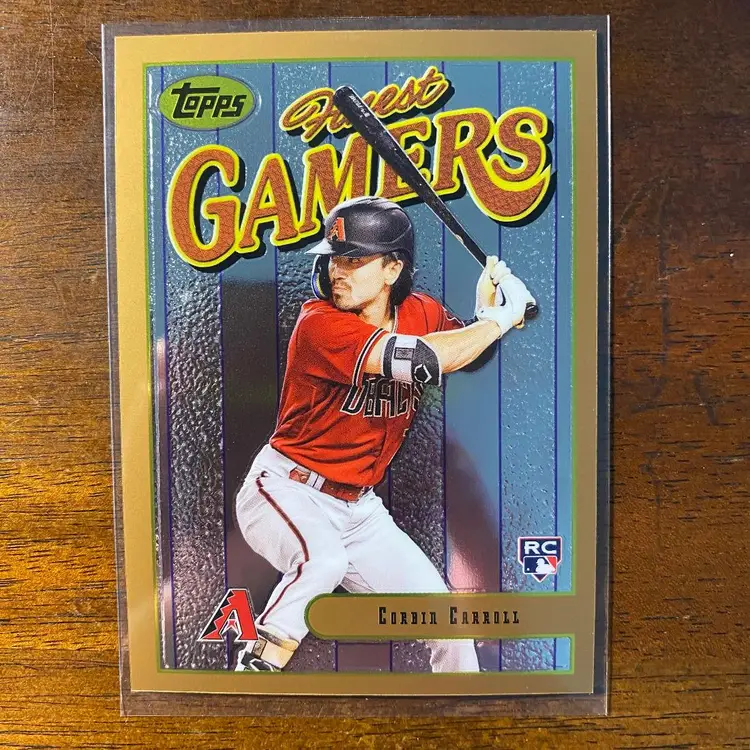 TOPPS
Finest
GAMERS
A
DBACKS
RC
A
CORBIN CARROLL